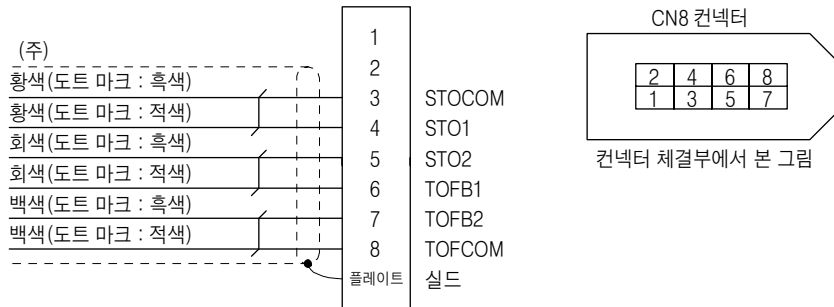 (주)
황색(도트 마크 : 흑색)
황색(도트 마크 : 적색)
회색(도트 마크 : 흑색)
회색(도트 마크 : 적색)
백색(도트 마크 : 흑색)
백색(도트 마크 : 적색)
1
2
3 STOCOM
4 STO1
5 STO2
6 TOFB1
7 TOFB2
8 TOFCOM
플레이트 실드
CN8 컨넥터
2 4 6 8
1 3 5 7
컨넥터 체결부에서 본 그림